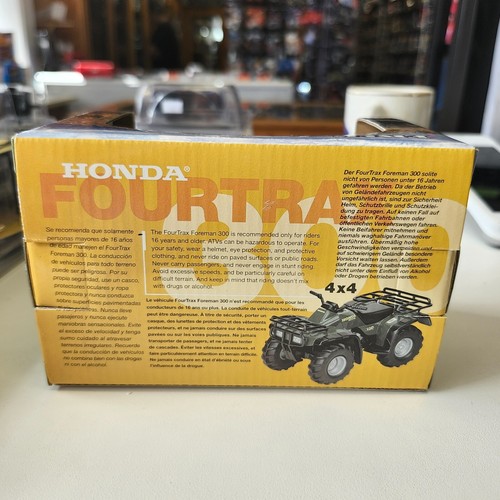 HONDA®
FOURTRA
Se recomienda que solamente
personas mayores de 16 años
de edad manejen el FourTrax
Foreman 300. La conducción
de vehículos para todo terreno
puede ser peligrosa. Por su
propia seguridad, use un casco,
protectores oculares y ropa
protectora y nunca conduzca
sobre superficies pavimentadas
Nunca lleve
pasajeros y nunca ejecute
maniobras sensacionales. Evite
el exceso de velocidad y tenga
sumo cuidado al atravesar
terrenos irregulares. Recuerde
que la conducción de vehículos
no combina bien con las drogas
ni con el alcohol.
The FourTrax Foreman 300 is recommended only for riders
16 years and older. ATVs can be hazardous to operate. For
your safety, wear a helmet, eye protection, and protective
clothing, and never ride on paved surfaces or public roads.
Never carry passengers, and never engage in stunt riding.
Avoid excessive speeds, and be particularly careful on
difficult terrain. And keep in mind that riding doesn't mix
with drugs or alcohol.
Le véhicule FourTrax Foreman 300 n'est recommandé que pour les
conducteurs de 16 ans ou plus. La conduite de véhicules tout-terrain
peut être dangereuse. A titre de sécurité, porter un
casque, des lunettes de protection et des vêtements
protecteurs, et ne jamais conduire sur des surfaces
pavées ou sur les voies publiques. Ne jamais
transporter de passagers, et ne jamais tenter
de cascades. Eviter les vitesses excessives, et
faire particulièrement attention en terrain difficile.
Ne jamais conduire en état d'ébriété ou sous
l'influence de la drogue.
Der FourTrax Foreman 300 sollte
nicht von Personen unter 16 Jahren
gefahren werden. Da der Betrieb
von Geländefahrzeugen nicht
ungefährlich ist, sind zur Sicherheit
Helm, Schutzbrille und Schutzklei-
dung zu tragen. Auf keinen Fall auf
befestigten Fahrbahnen oder
öffentlichen Verkehrswegen fahren.
Keine Beifahrer mitnehmen und
niemals waghalsige Fahrmanöver
ausführen. Übermäßig hohe
Geschwindigkeiten vermeiden und
auf schwierigem Gelände besondere
Vorsicht walten lassen. Außerdem
darf das Fahrzeug selbstverständlich
nicht unter dem Einfluß von Alkohol
oder Drogen betrieben werden.
4x4